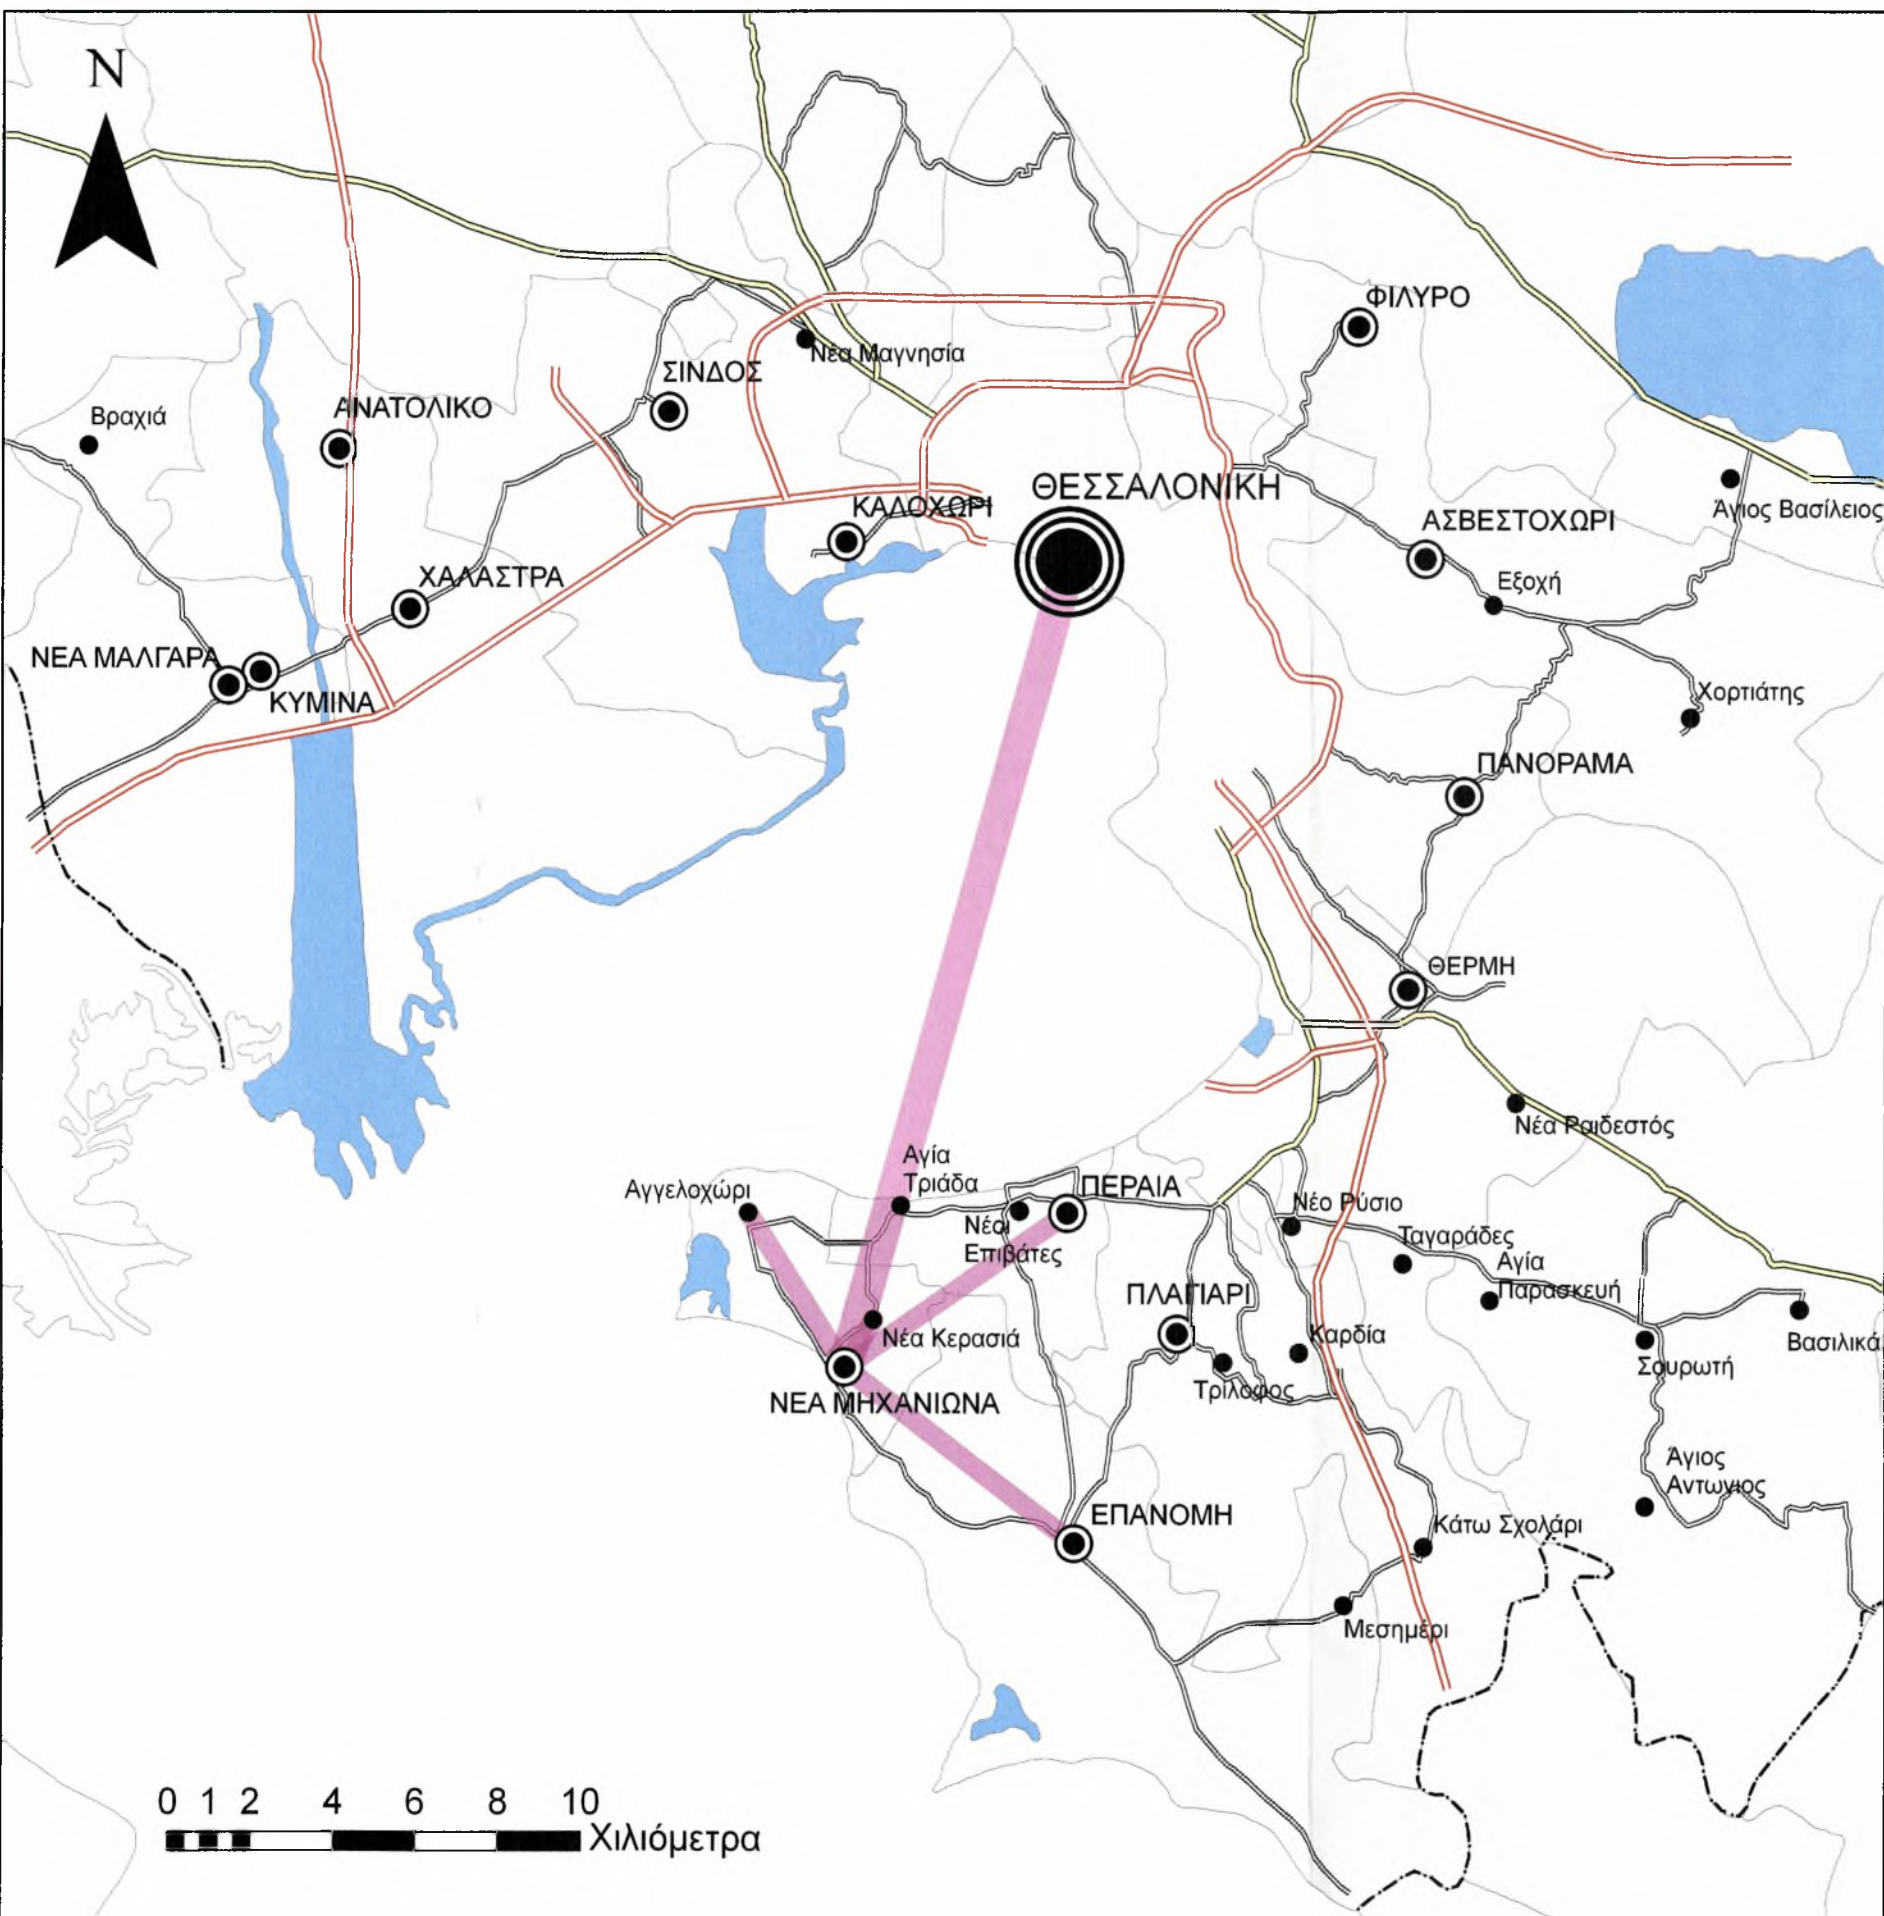 N
ΦΙΛΥΡΟ
Νέα Μαγνησία
ΣΙΝΔΟΣ
Βραχιά
ΑΝΑΤΟΛΙΚΟ
ΘΕΣΣΑΛΟΝΙΚΗ
ΚΑΛΟΧΩΡΙ
Άγιος Βασίλειος
ΑΣΒΕΣΤΟΧΩΡΙ
ΧΑΛΑΣΤΡΑ
Εξοχή
ΝΕΑ ΜΑΛΓΑΡΑ
ΚΥΜΙΝΑ
Χορτιάτης
ΠΑΝΟΡΑΜΑ
ΘΕΡΜΗ
Νέα Ραιδεστός
Αγία
Τριάδα
Αγγελοχώρι
ΠΕΡΑΙΑ
Νέοι
Επιβάτες
Νέο Ρύσιο
Ταγαράδες
Αγία
Παρασκευή
ΠΛΑΓΙΑΡΙ
Νέα Κερασιά
Καρδία
Βασιλικά
Σουρωτή
Τρίλοφος
ΝΕΑ ΜΗΧΑΝΙΩΝΑ
Άγιος
Αντωνιος
ΕΠΑΝΟΜΗ
Κάτω Σχολάρι
Μεσημέρι
0 1 2 4 6 8 10
Χιλιόμετρα